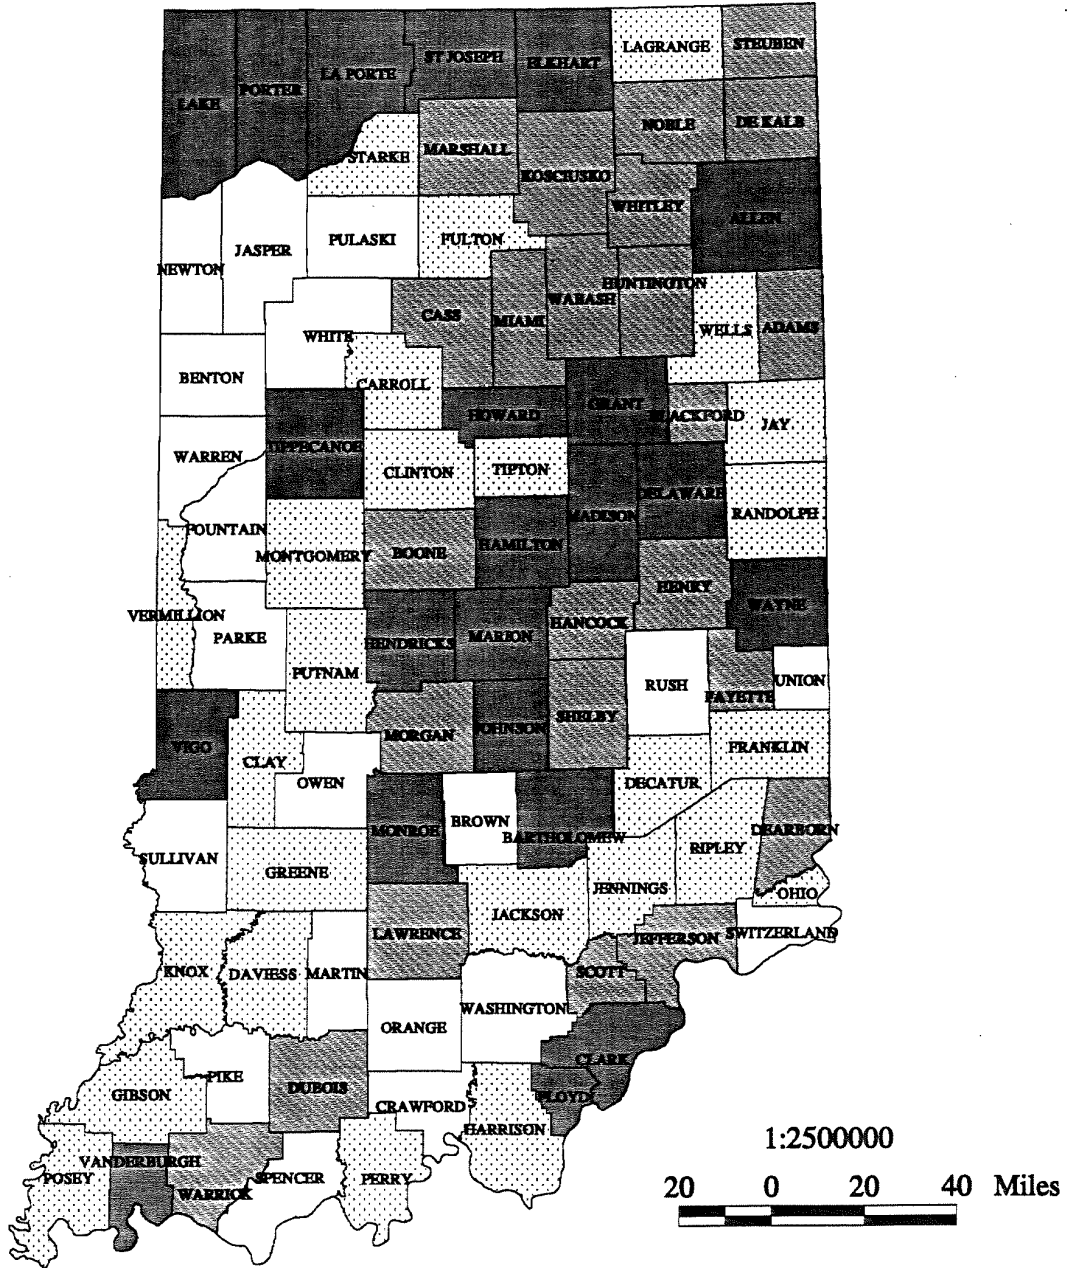 LAGRANGE
STEUBEN
ST JOSEPH
ELKHART
LA PORTE
PORTER
LAKE
NOBLE
DE KALB
MARSHALL
STARKE
KOSCIUSKO
WHITLEY
ALLEN
PULASKI
FULTON
JASPER
NEWTON
HUNTINGTON
WABASH
CASS
MIAMI
WELLS
ADAMS
WHITE
BENTON
CARROLL
GRANT
HOWARD
BLACKFORD
JAY
TIPPECANOE
WARREN
CLINTON
TIPTON
DELAWARE
RANDOLPH
MADISON
FOUNTAIN
MONTGOMERY
BOONE
HAMILTON
HENRY
WAYNE
VERMILLION
PARKE
HENDRICKS
MARION
HANCOCK
PUTNAM
RUSH
FAYETTE
UNION
MORGAN
JOHNSON
SHELBY
VIGO
CLAY
FRANKLIN
OWEN
DECATUR
MONROE
BROWN
BARTHOLOMEW
DEARBORN
RIPLEY
SULLIVAN
GREENE
JENNINGS
OHIO
JACKSON
LAWRENCE
JEFFERSON
SWITZERLAND
KNOX
DAVIESS
MARTIN
SCOTT
WASHINGTON
ORANGE
CLARK
PIKE
DUBOIS
GIBSON
CRAWFORD
FLOYD
HARRISON
VANDERBURGH
POSEY
WARRICK
SPENCER
PERRY
1:2500000
20 0 20 40 Miles